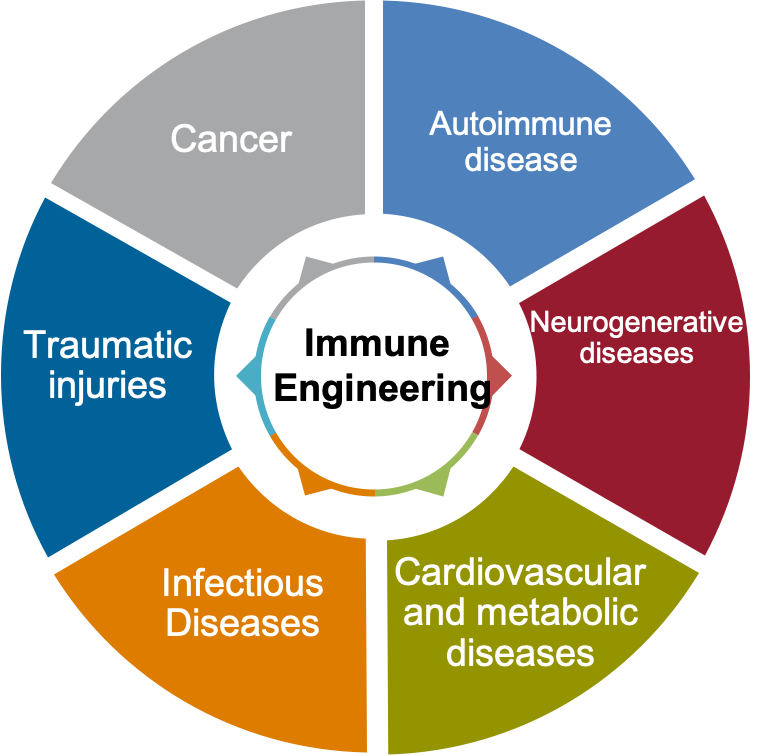 Cancer
Autoimmune
disease
Neurogenerative
diseases
Cardiovascular
and metabolic
diseases
Infectious
Diseases
Traumatic
injuries
Immune
Engineering